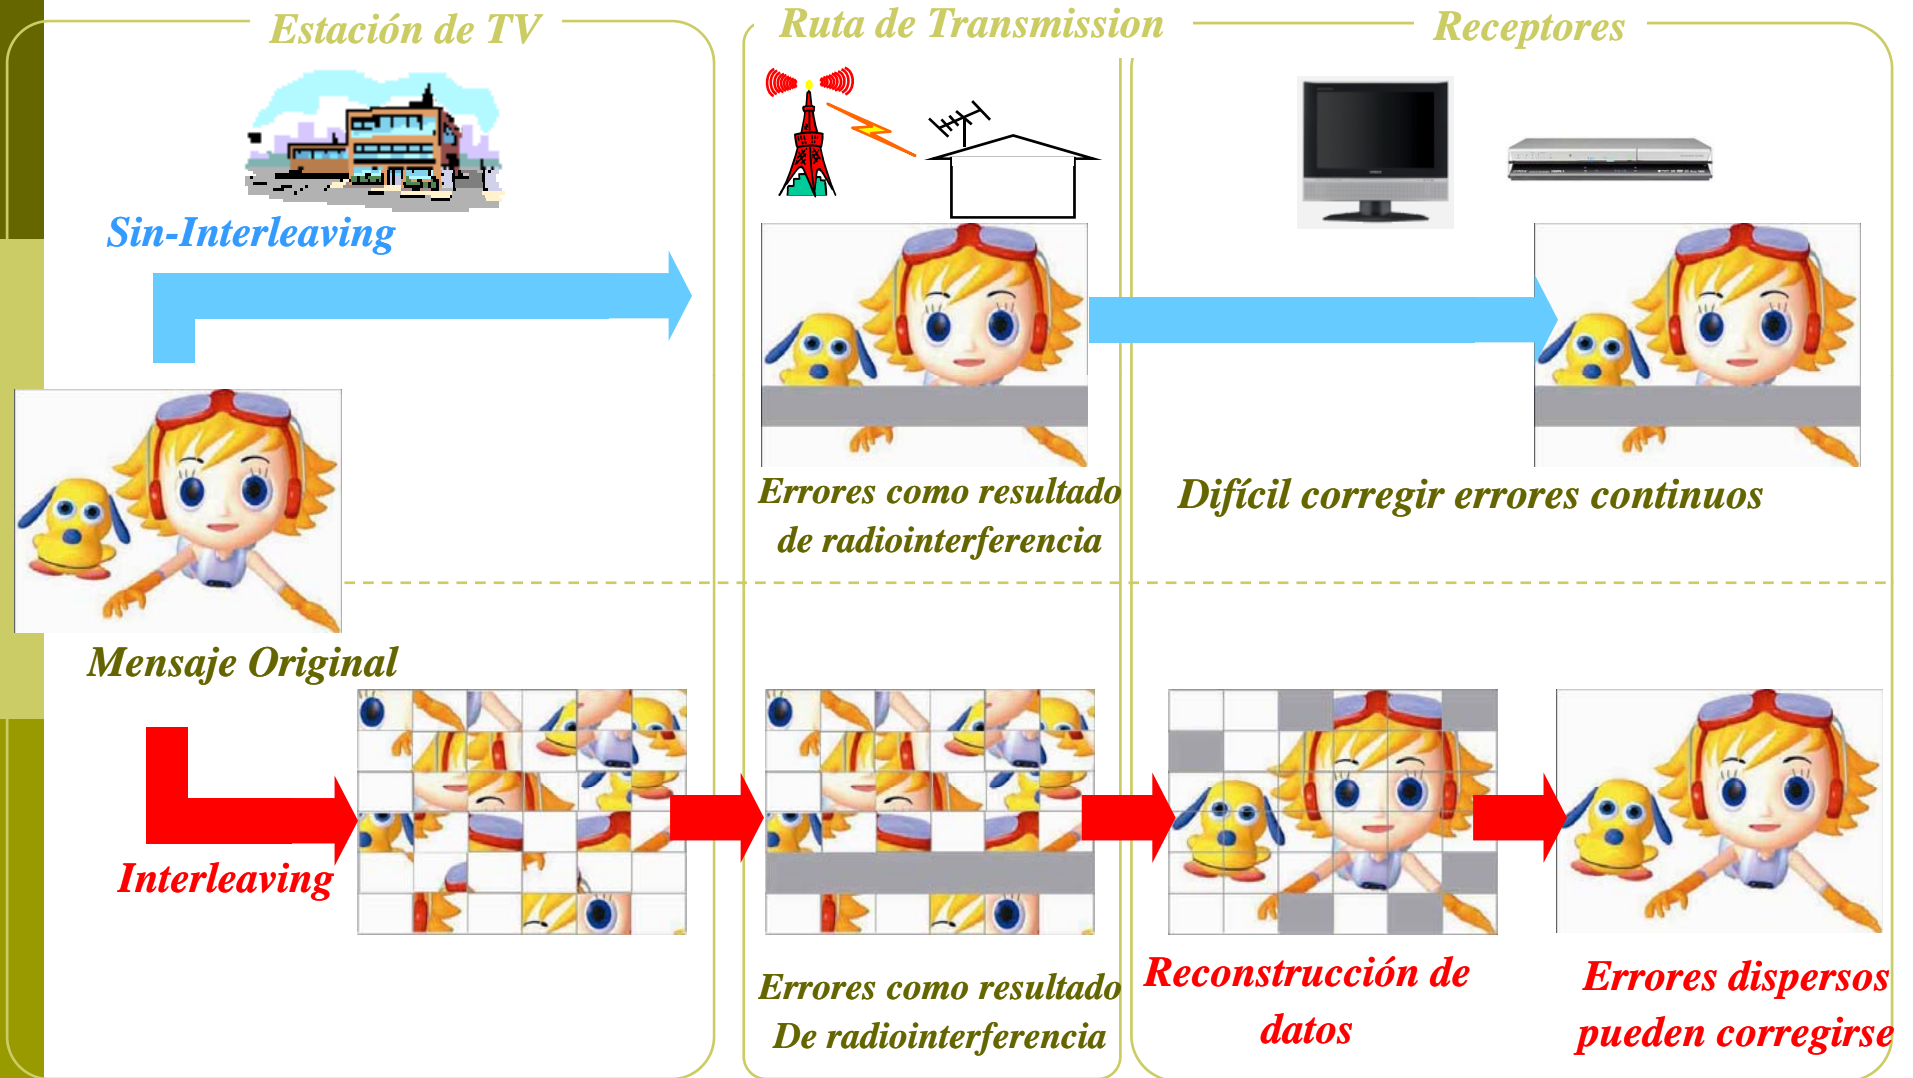 Estación de TV
Ruta de Transmission
Receptores
Sin-Interleaving
Errores como resultado
de radiointerferencia
Difícil corregir errores continuos
Mensaje Original
Interleaving
Errores como resultado
De radiointerferencia
Reconstrucción de
datos
Errores dispersos
pueden corregirse